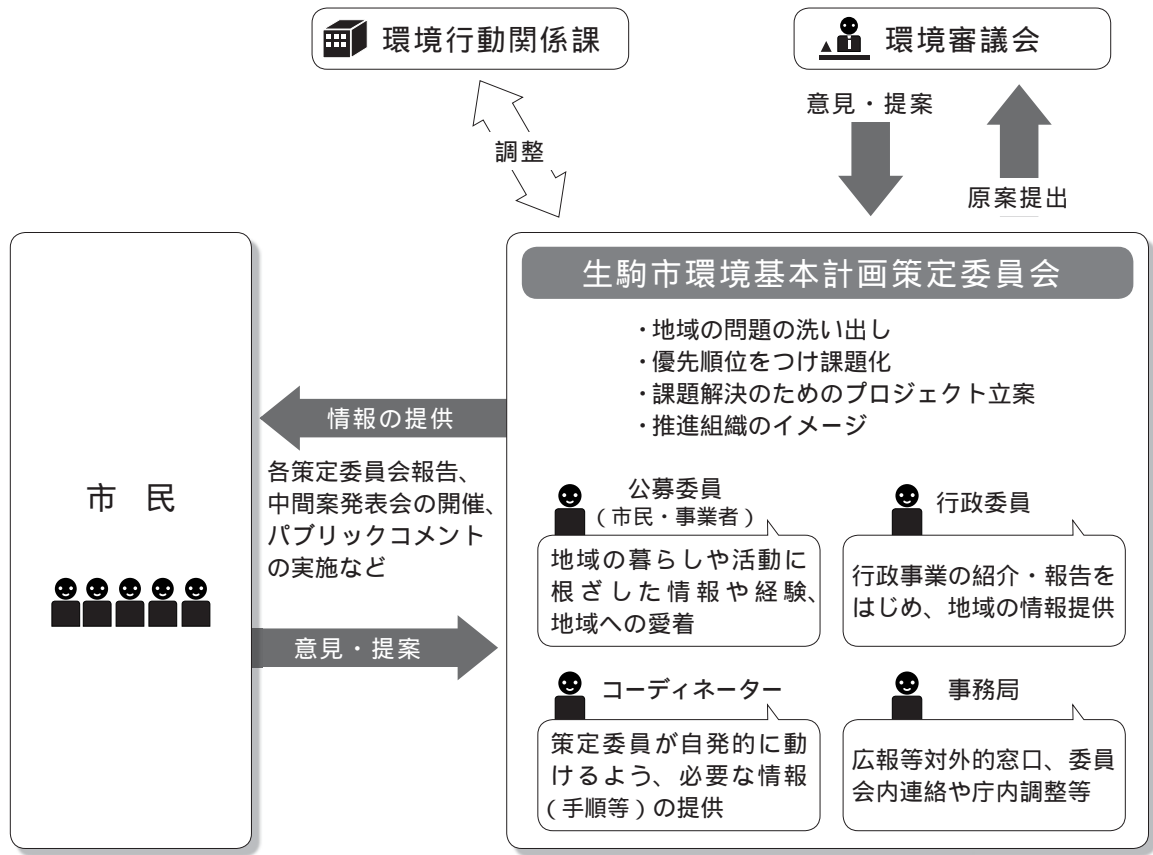 環境行動関係課
環境審議会
意見・提案
調整
原案提出
生駒市環境基本計画策定委員会
・地域の問題の洗い出し
・優先順位をつけ課題化
・課題解決のためのプロジェクト立案
・推進組織のイメージ
情報の提供
各策定委員会報告、
中間案発表会の開催、
パブリックコメント
の実施など
市 民
意見・提案
公募委員
（市民・事業者）
地域の暮らしや活動に
根ざした情報や経験、
地域への愛着
行政委員
行政事業の紹介・報告を
はじめ、地域の情報提供
コーディネーター
策定委員が自発的に動
けるよう、必要な情報
（手順等）の提供
事務局
広報等対外的窓口、委員
会内連絡や庁内調整等